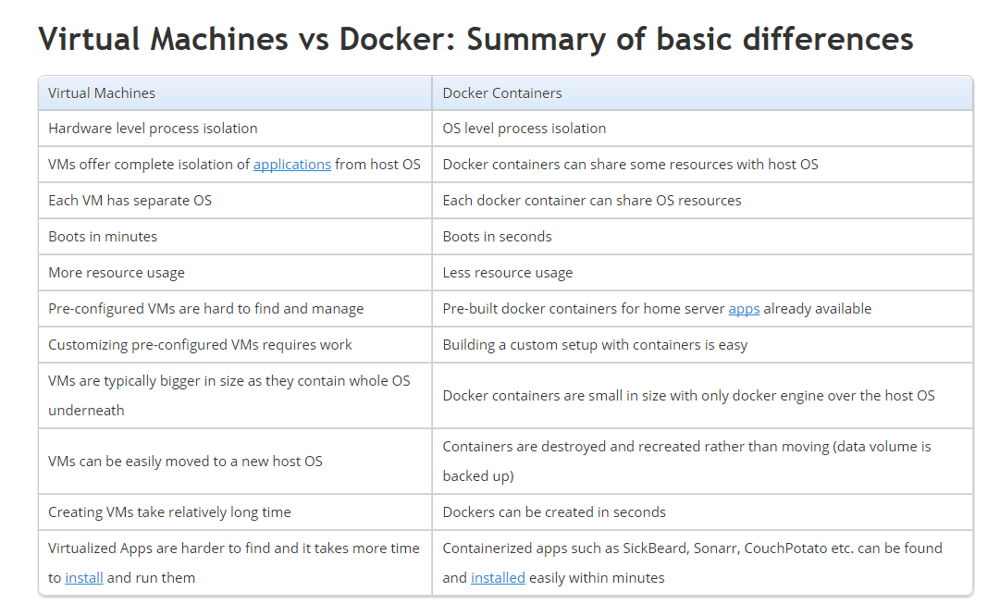 Virtual Machines vs Docker: Summary of basic differences
Virtual Machines
Docker Containers
Hardware level process isolation
OS level process isolation
VMs offer complete isolation of applications from host OS
Docker containers can share some resources with host OS
Each VM has separate OS
Each docker container can share OS resources
Boots in minutes
Boots in seconds
More resource usage
Less resource usage
Pre-configured VMs are hard to find and manage
Pre-built docker containers for home server apps already available
Customizing pre-configured VMs requires work
Building a custom setup with containers is easy
VMs are typically bigger in size as they contain whole OS
underneath
Docker containers are small in size with only docker engine over the host OS
VMs can be easily moved to a new host OS
Containers are destroyed and recreated rather than moving (data volume is
backed up)
Creating VMs take relatively long time
Dockers can be created in seconds
Virtualized Apps are harder to find and it takes more time
to install and run them
Containerized apps such as SickBeard, Sonarr, CouchPotato etc. can be found
and installed easily within minutes